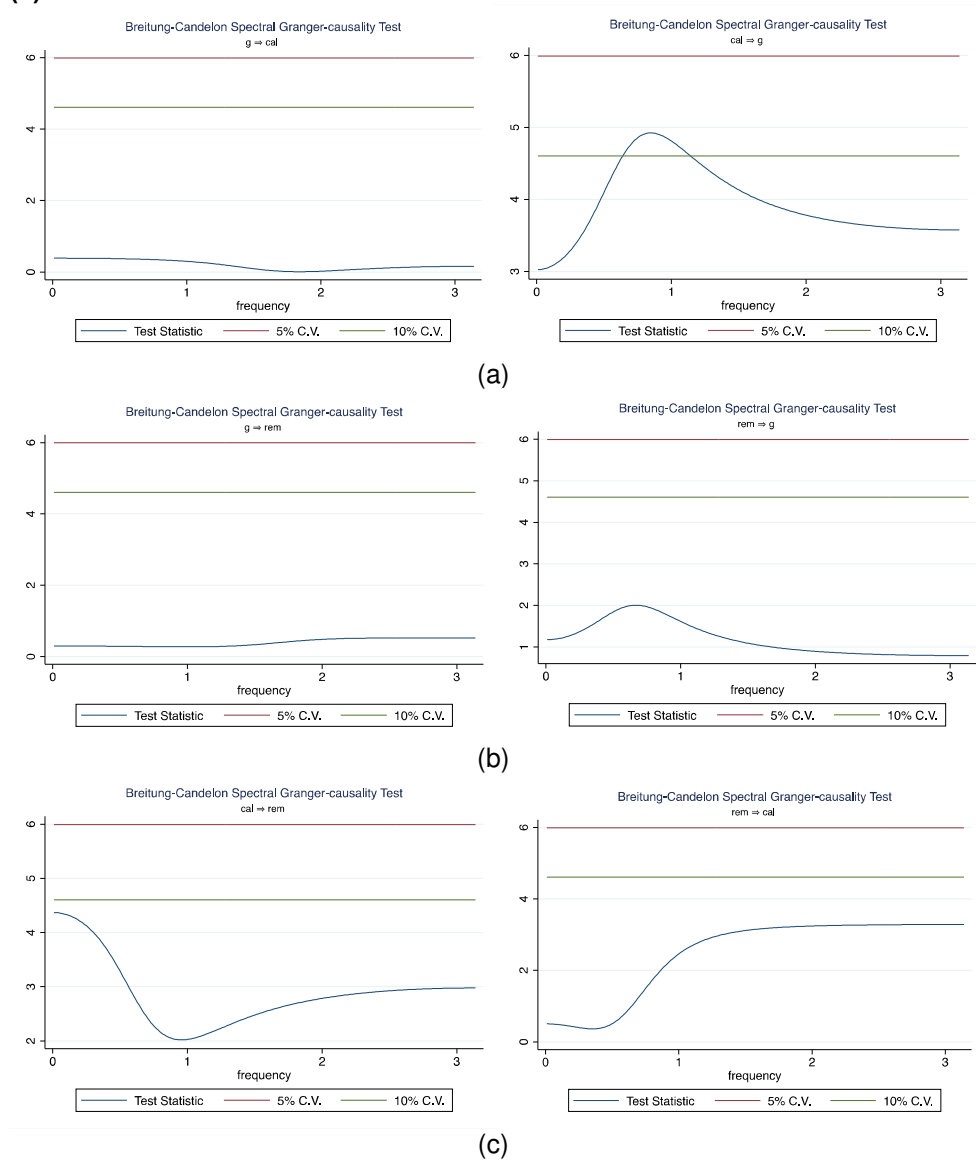 Breitung-Candelon Spectral Granger-causality Test
g ⇒ cal
6
4
2
0
0 1 2 3
frequency
Test Statistic 5% C.V. 10% C.V.
Breitung-Candelon Spectral Granger-causality Test
cal ⇒ g
6
5
4
3
0 1 2 3
frequency
Test Statistic 5% C.V. 10% C.V.
(a)
Breitung-Candelon Spectral Granger-causality Test
g ⇒ rem
6
4
2
0
0 1 2 3
frequency
Test Statistic 5% C.V. 10% C.V.
Breitung-Candelon Spectral Granger-causality Test
rem ⇒ g
6
5
4
3
2
1
0 1 2 3
frequency
Test Statistic 5% C.V. 10% C.V.
(b)
Breitung-Candelon Spectral Granger-causality Test
cal ⇒ rem
6
5
4
3
2
0 1 2 3
frequency
Test Statistic 5% C.V. 10% C.V.
Breitung-Candelon Spectral Granger-causality Test
rem ⇒ cal
6
4
2
0
0 1 2 3
frequency
Test Statistic 5% C.V. 10% C.V.
(c)